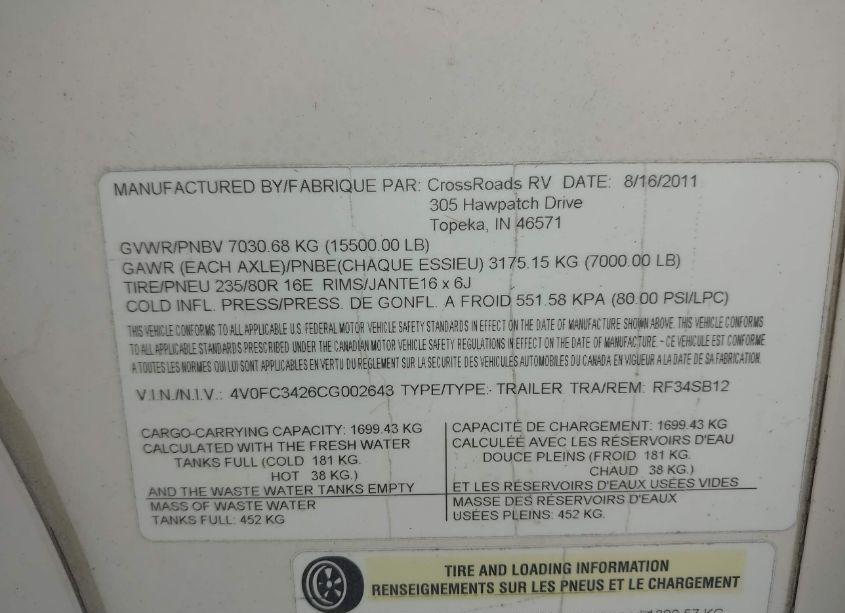 MANUFACTURED BY/FABRIQUE PAR: CrossRoads RV DATE: 8/16/2011
305 Hawpatch Drive
Topeka, IN 46571
GVWR/PNBV 7030.68 KG (15500.00 LB)
GAWR (EACH AXLE)/PNBE(CHAQUE ESSIEU) 3175.15 KG (7000.00 LB)
TIRE/PNEU 235/80R 16E RIMS/JANTE16 x 6J
COLD INFL. PRESS/PRESS. DE GONFL. A FROID 551.58 KPA (80.00 PSI/LPC)
THIS VEHICLE CONFORMS TO ALL APPLICABLE U.S. FEDERAL MOTOR VEHICLE SAFETY STANDARDS IN EFFECT ON THE DATE OF MANUFACTURE SHOWN ABOVE. THIS VEHICLE CONFORMS
TO ALL APPLICABLE STANDARDS PRESCRIBED UNDER THE CANADIAN MOTOR VEHICLE SAFETY REGULATIONS IN EFFECT ON THE DATE OF MANUFACTURE - CE VÉHICULE EST CONFORME
A TOUTES LES NORMES QUI LUI SONT APPLICABLES EN VERTU DU REGLEMENT SUR LA SECURITE DES VEHICULES AUTOMOBILES DU CANADA EN VIGUEUR A LA DATE DE SA FABRICATION.
V.I.N./N.I.V.: 4V0FC3426CG002643 TYPE/TYPE: TRAILER TRA/REM: RF34SB12
CARGO-CARRYING CAPACITY: 1699.43 KG
CALCULATED WITH THE FRESH WATER
TANKS FULL (COLD 181 KG.
HOT 38 KG.)
AND THE WASTE WATER TANKS EMPTY
MASS OF WASTE WATER
TANKS FULL: 452 KG
CAPACITÉ DE CHARGEMENT: 1699.43 KG
CALCULÉE AVEC LES RÉSERVOIRS D'EAU
DOUCE PLEINS (FROID 181 KG.
CHAUD 38 KG.)
ET LES RÉSERVOIRS D'EAUX USÉES VIDES
MASSE DES RÉSERVOIRS D'EAUX
USÉES PLEINS: 452 KG.
TIRE AND LOADING INFORMATION
RENSEIGNEMENTS SUR LES PNEUS ET LE CHARGEMENT